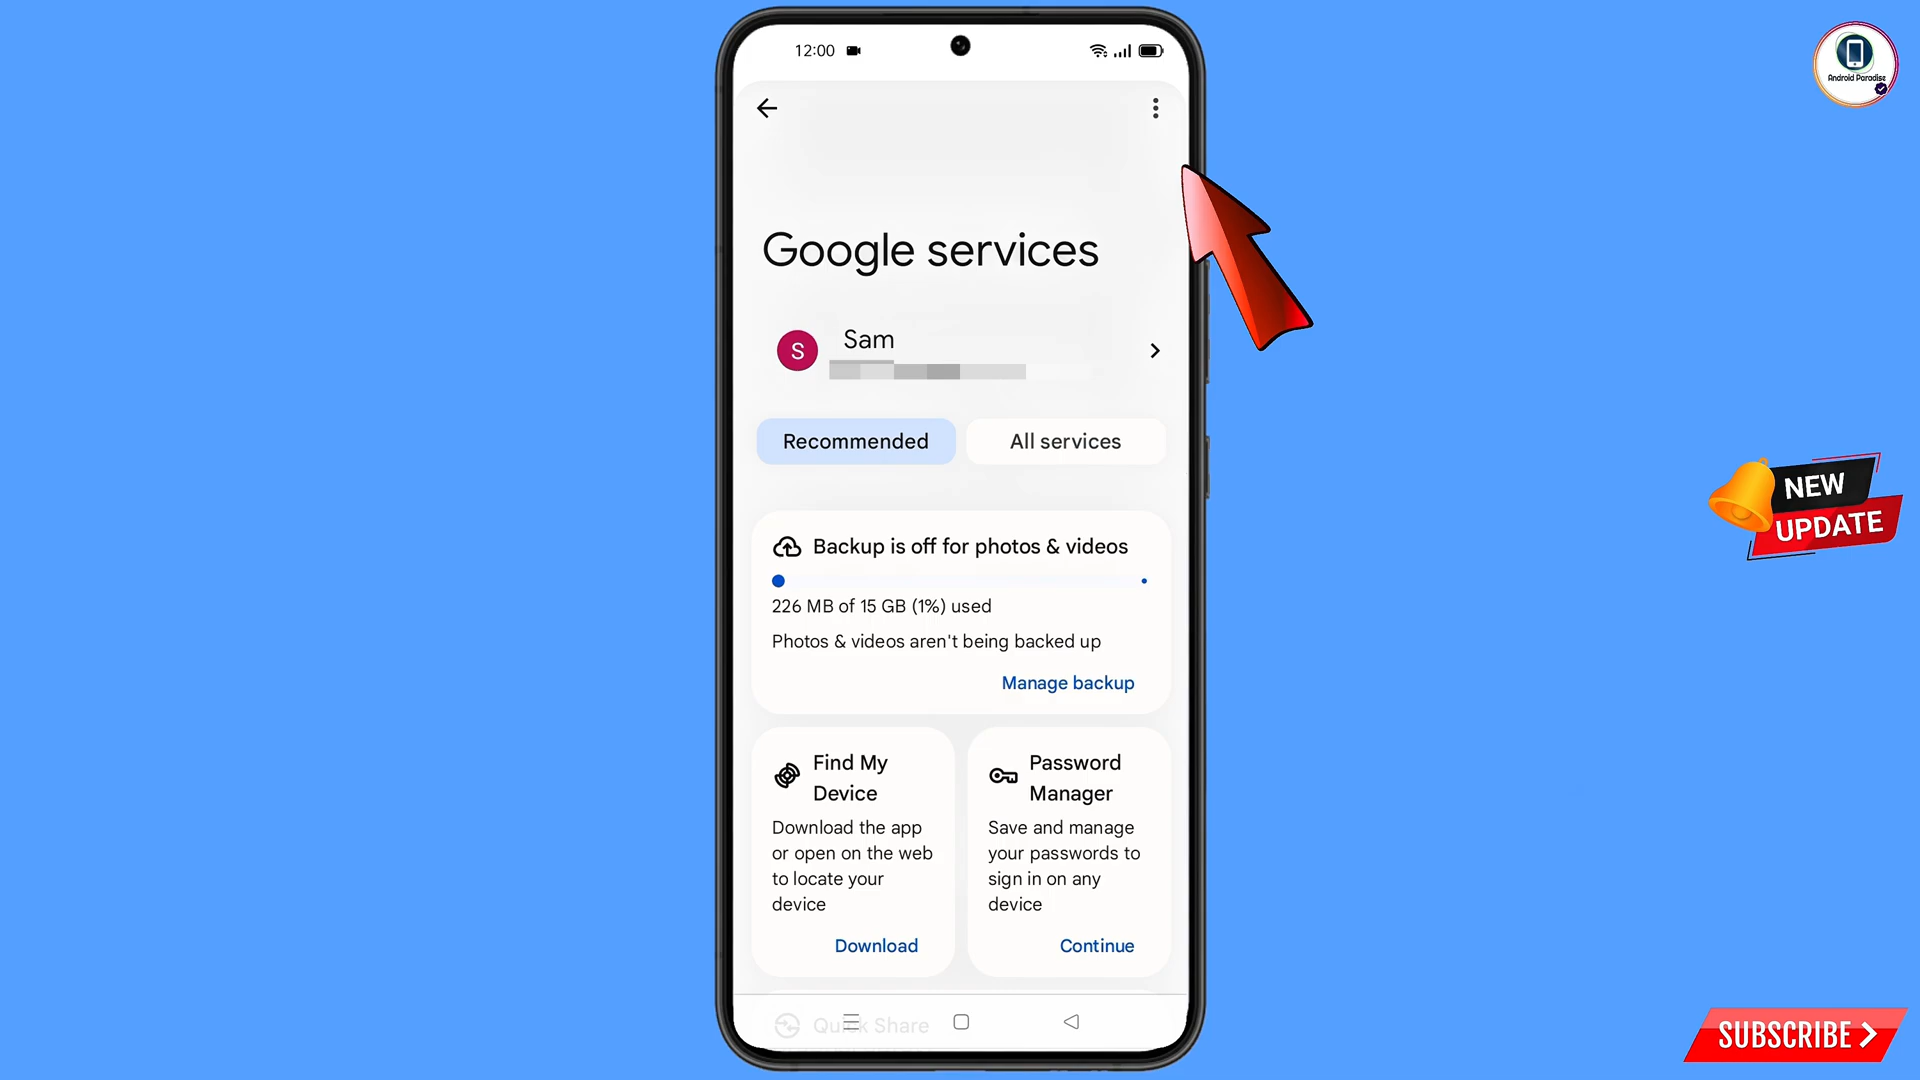 12:00
Android Paradise
Google services
S
Sam
Recommended
All services
Backup is off for photos & videos
226 MB of 15 GB (1%) used
Photos & videos aren't being backed up
Manage backup
Find My
Device
Download the app
or open on the web
to locate your
device
Download
Password
Manager
Save and manage
your passwords to
sign in on any
device
Continue
Quick Share
NEW
UPDATE
SUBSCRIBE